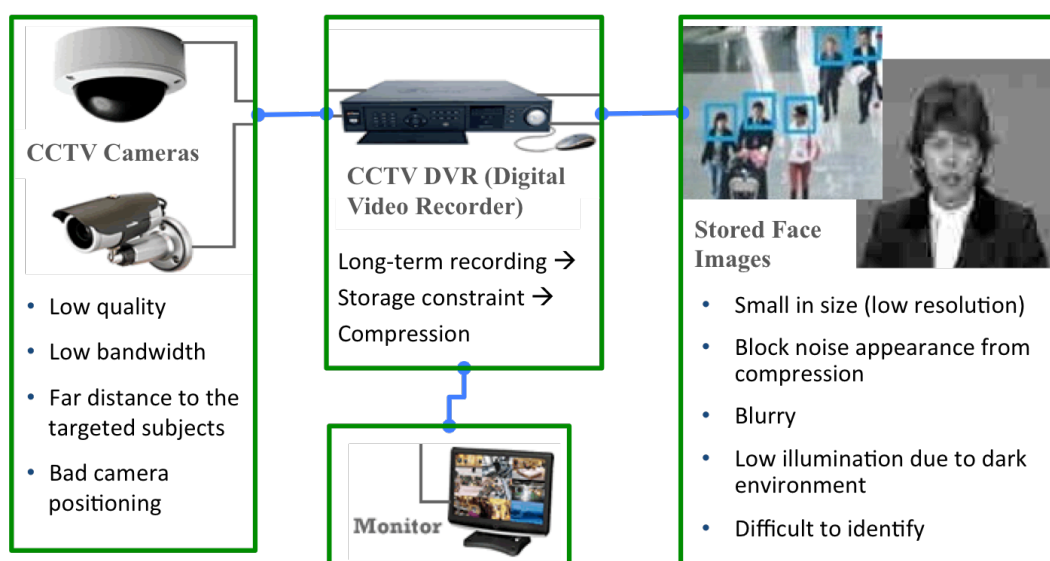 CCTV Cameras
• Low quality
• Low bandwidth
• Far distance to the
targeted subjects
• Bad camera
positioning
CCTV DVR (Digital
Video Recorder)
Long-term recording →
Storage constraint →
Compression
Monitor
Stored Face
Images
• Small in size (low resolution)
• Block noise appearance from
compression
• Blurry
• Low illumination due to dark
environment
• Difficult to identify